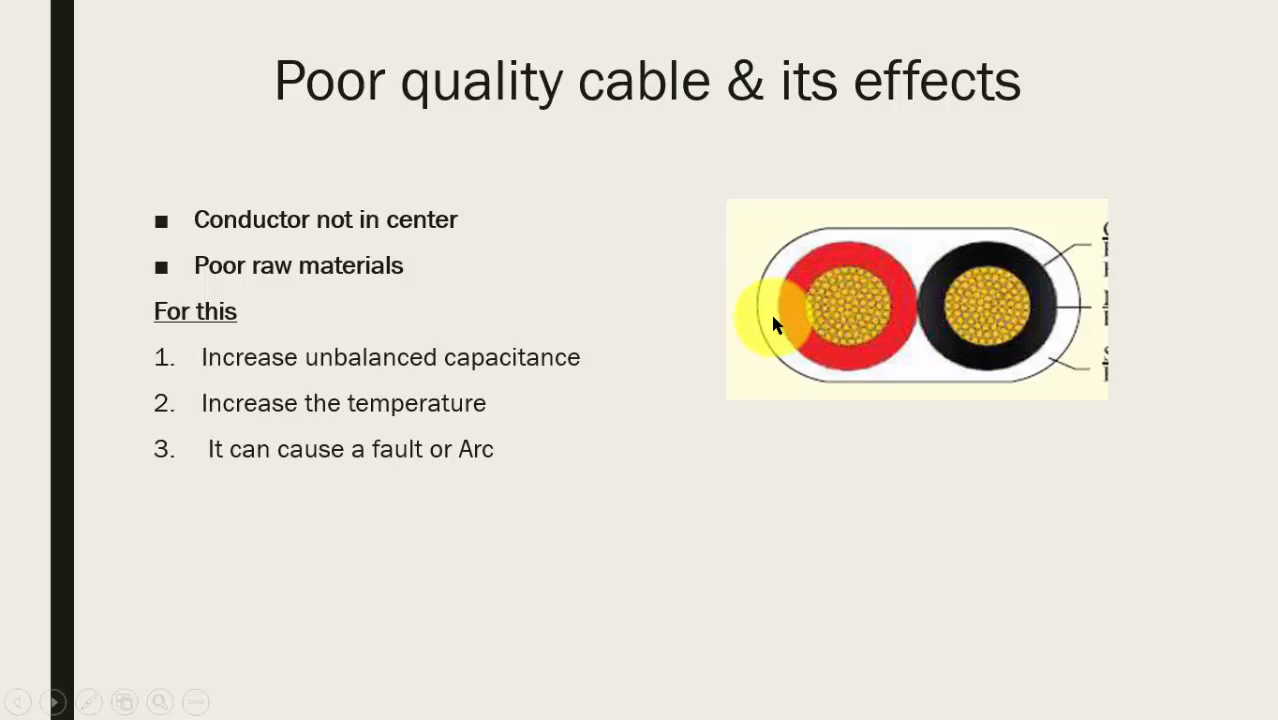 Poor quality cable & its effects
■ Conductor not in center
■ Poor raw materials
For this
1. Increase unbalanced capacitance
2. Increase the temperature
3. It can cause a fault or Arc